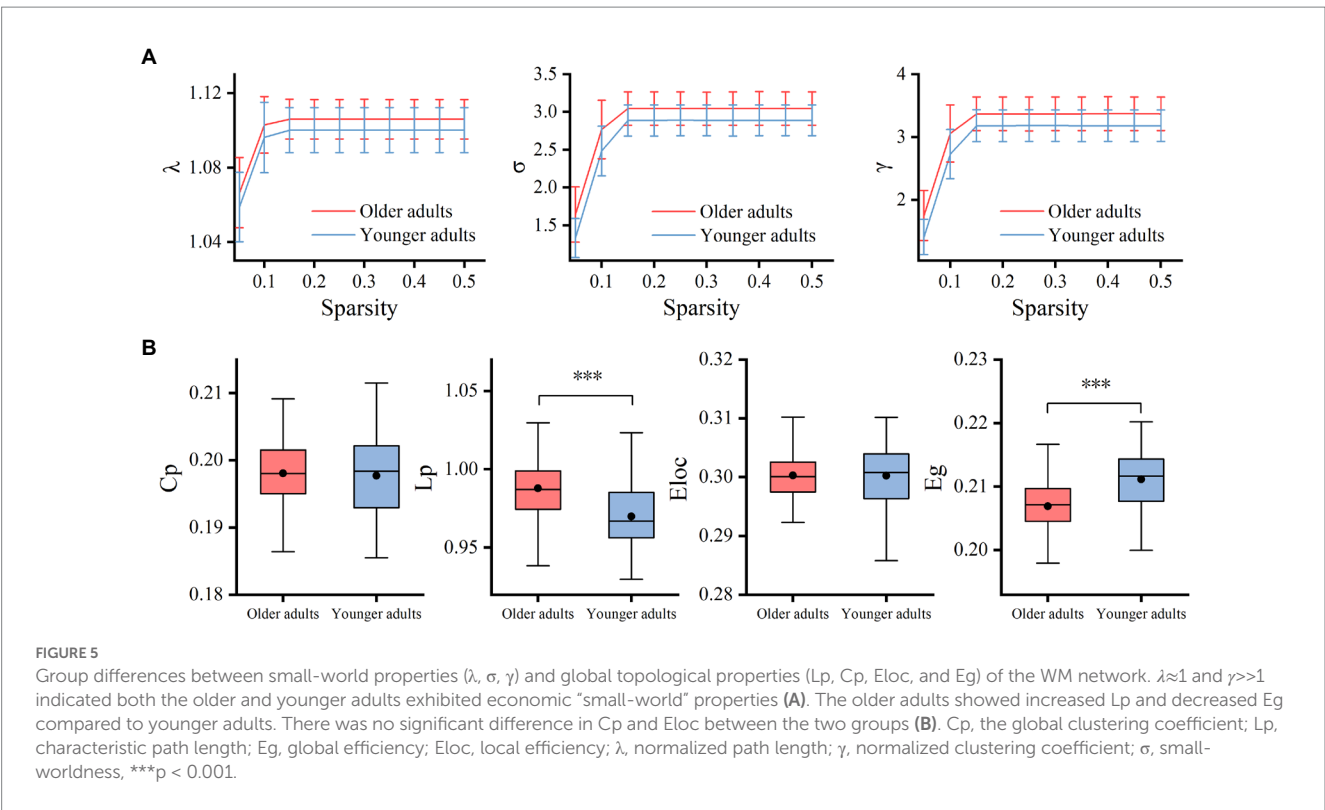 A
1.12
1.08
1.04
λ
0.1 0.2 0.3 0.4 0.5
Sparsity
Older adults
Younger adults
3.5
3.0
2.5
2.0
1.5
σ
0.1 0.2 0.3 0.4 0.5
Sparsity
Older adults
Younger adults
4
3
2
γ
0.1 0.2 0.3 0.4 0.5
Sparsity
Older adults
Younger adults
B
0.21
0.20
0.19
0.18
Cp
Older adults Younger adults
1.05
1.00
0.95
Lp
***
Older adults Younger adults
0.32
0.31
0.30
0.29
0.28
Eloc
Older adults Younger adults
0.23
0.22
0.21
0.20
Eg
***
Older adults Younger adults
FIGURE 5
Group differences between small-world properties (λ, σ, γ) and global topological properties (Lp, Cp, Eloc, and Eg) of the WM network. λ≈1 and γ>>1
indicated both the older and younger adults exhibited economic “small-world” properties (A). The older adults showed increased Lp and decreased Eg
compared to younger adults. There was no significant difference in Cp and Eloc between the two groups (B). Cp, the global clustering coefficient; Lp,
characteristic path length; Eg, global efficiency; Eloc, local efficiency; λ, normalized path length; γ, normalized clustering coefficient; σ, small-
worldness, ***p < 0.001.